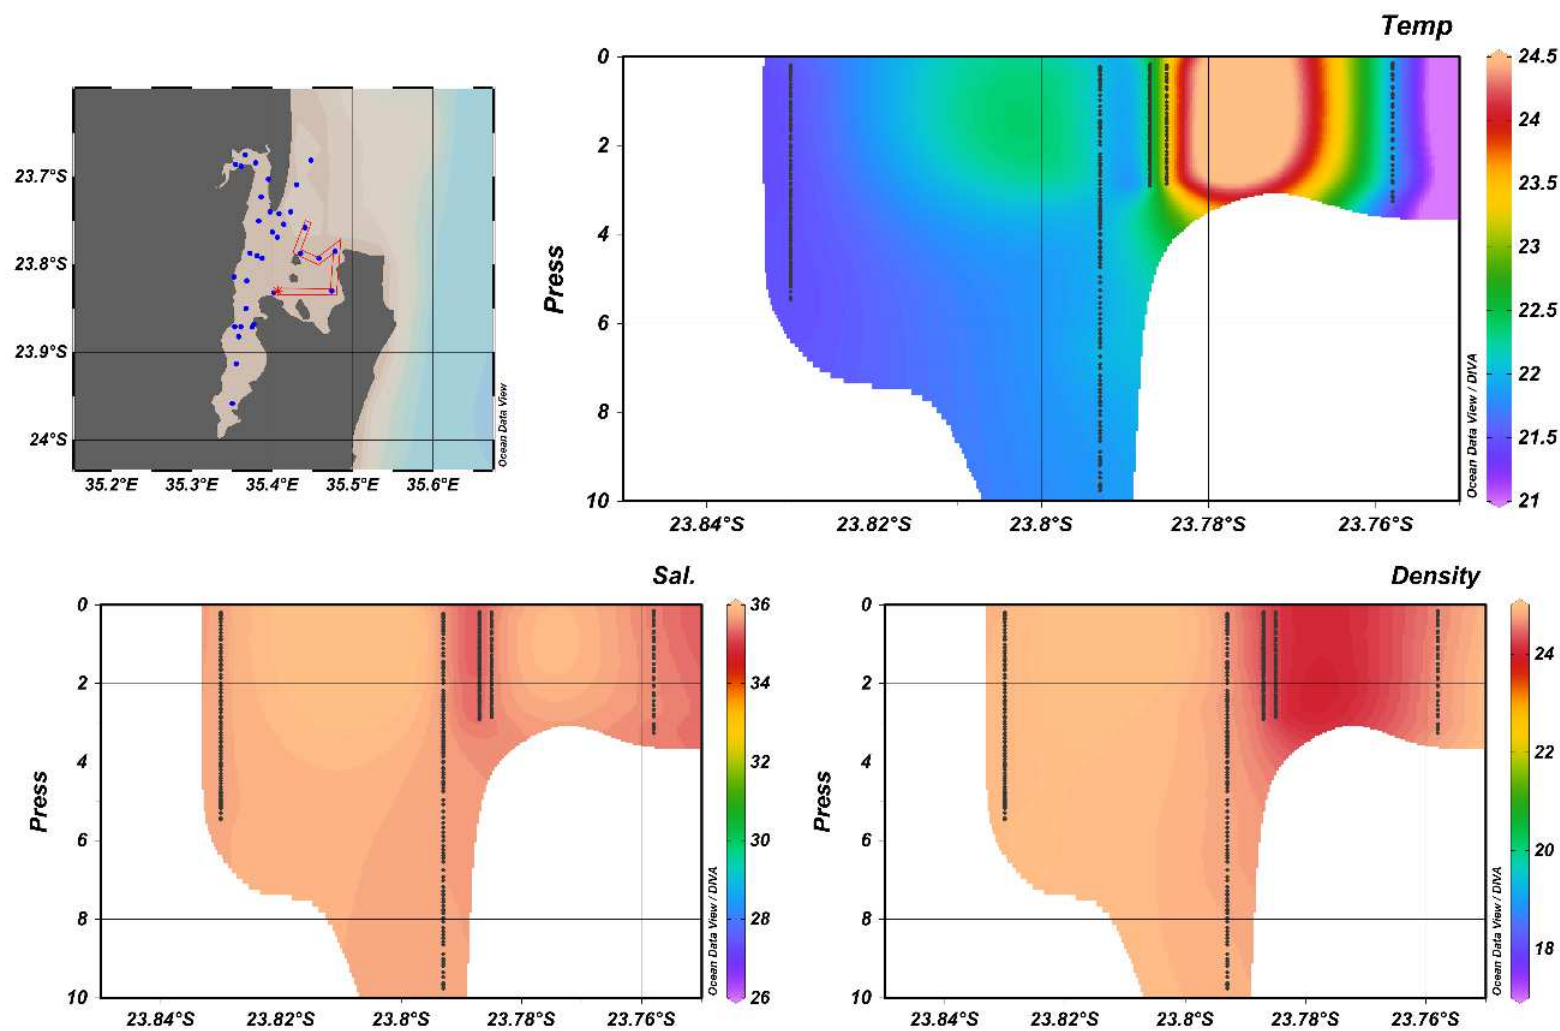 Temp
0
2
4
6
8
10
Press
23.84°S 23.82°S 23.8°S 23.78°S 23.76°S
24.5
24
23.5
23
22.5
22
21.5
21
Ocean Data View / DIVA
23.7°S
23.8°S
23.9°S
24°S
35.2°E 35.3°E 35.4°E 35.5°E 35.6°E
Ocean Data View
Sal.
0
2
4
6
8
10
Press
23.84°S 23.82°S 23.8°S 23.78°S 23.76°S
36
34
32
30
28
26
Ocean Data View / DIVA
Density
0
2
4
6
8
10
Press
23.84°S 23.82°S 23.8°S 23.78°S 23.76°S
24
22
20
18
Ocean Data View / DIVA